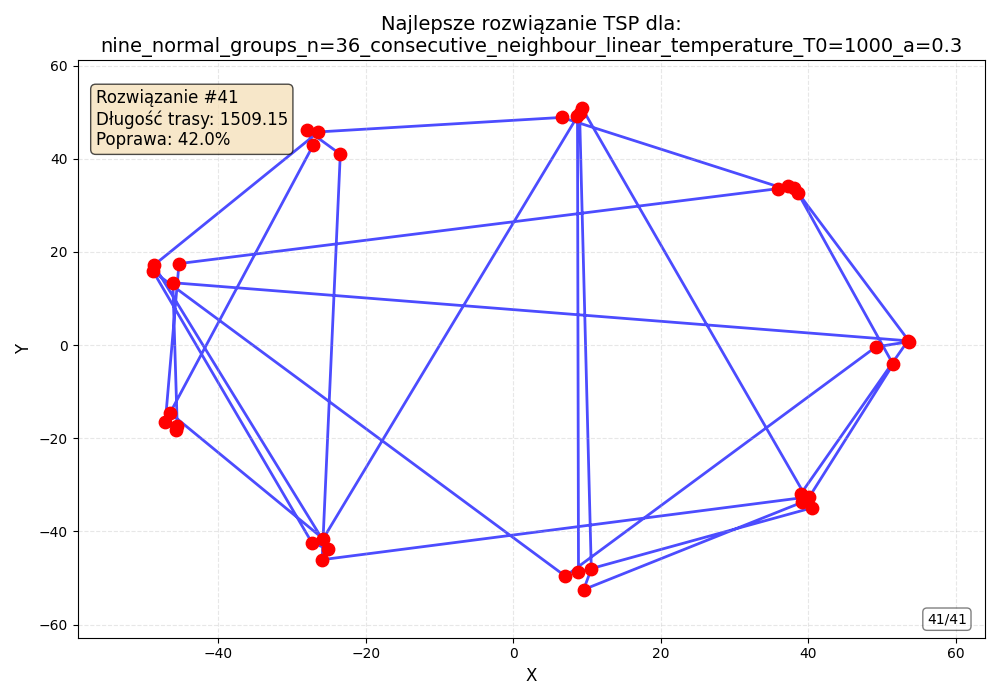 Najlepsze rozwiązanie TSP dla:
nine_normal_groups_n=36_consecutive_neighbour_linear_temperature_T0=1000_a=0.3
Rozwiązanie #41
Długość trasy: 1509.15
Poprawa: 42.0%
60
40
20
0
−20
−40
−60
Y
41/41
−40
−20
0
20
40
60
X